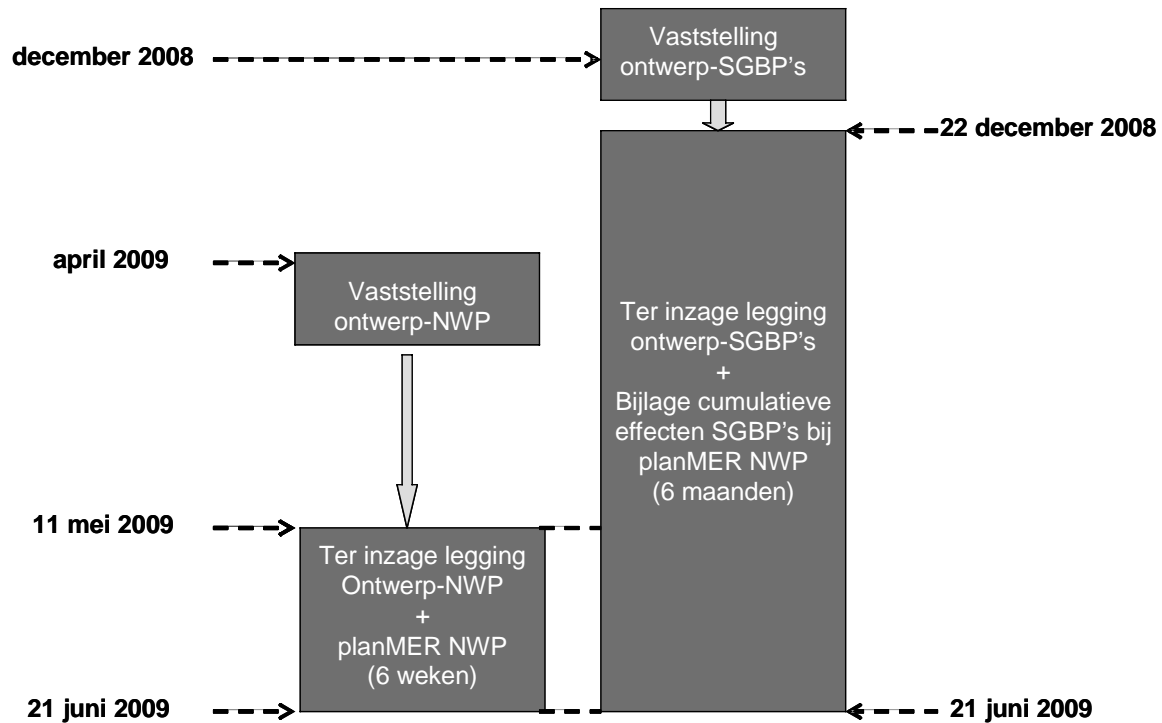 december 2008
Vaststelling
ontwerp-SGBP's
22 december 2008
april 2009
Vaststelling
ontwerp-NWP
Ter inzage legging
ontwerp-SGBP's
+
Bijlage cumulatieve
effecten SGBP's bij
planMER NWP
(6 maanden)
11 mei 2009
Ter inzage legging
Ontwerp-NWP
+
planMER NWP
(6 weken)
21 juni 2009
21 juni 2009